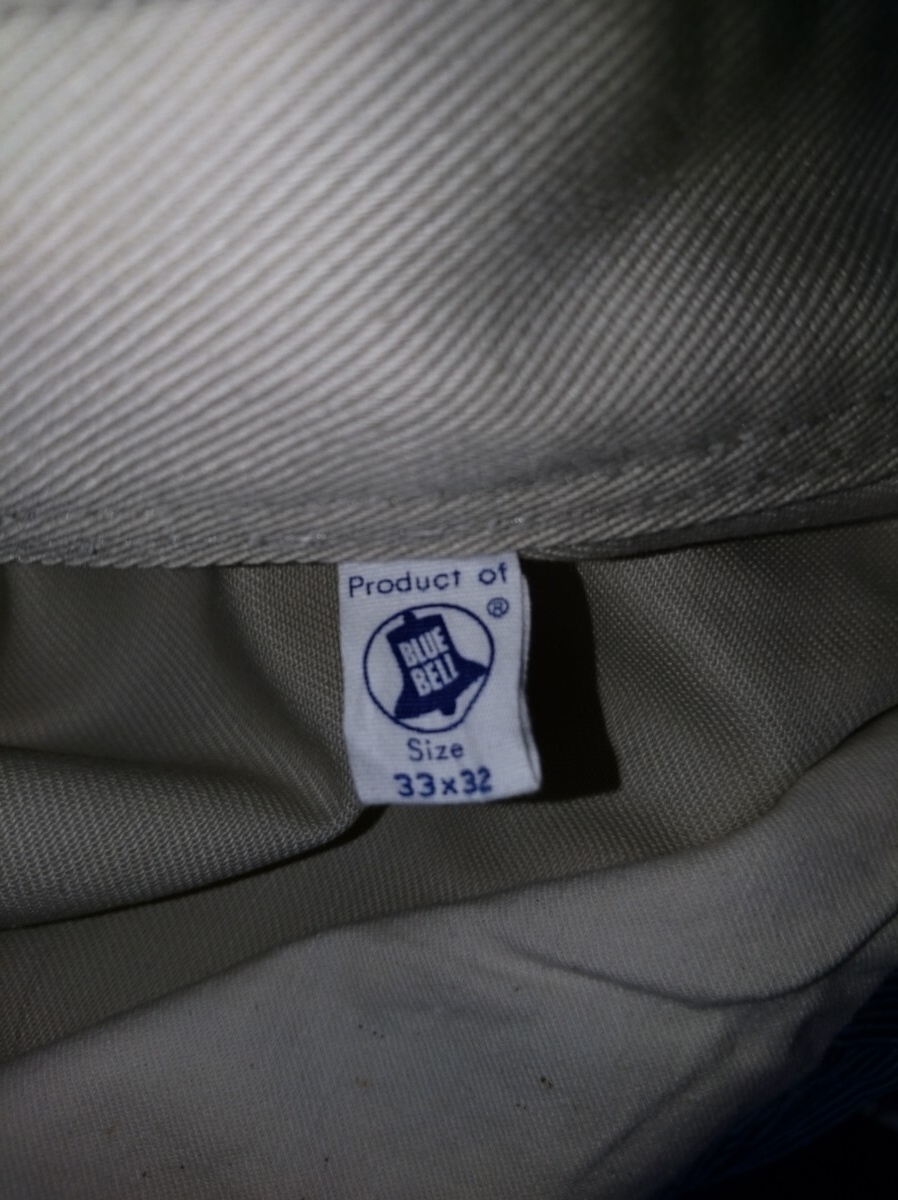 Product of
®
BLUE
BELL
Size
33x32